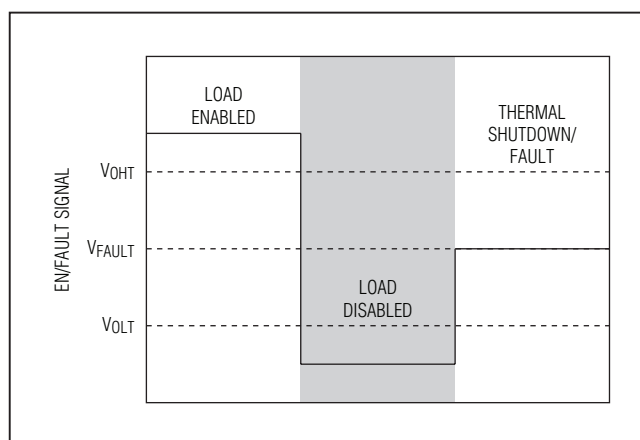 LOAD
ENABLED
THERMAL
SHUTDOWN/
FAULT
VOHT
EN/FAULT SIGNAL
VFAULT
LOAD
DISABLED
VOLT